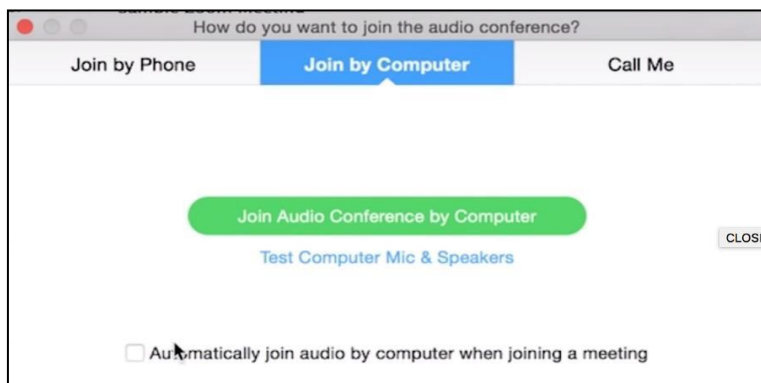 How do you want to join the audio conference?
Join by Phone Join by Computer Call Me
Join Audio Conference by Computer
CLOS
Test Computer Mic & Speakers
Automatically join audio by computer when joining a meeting